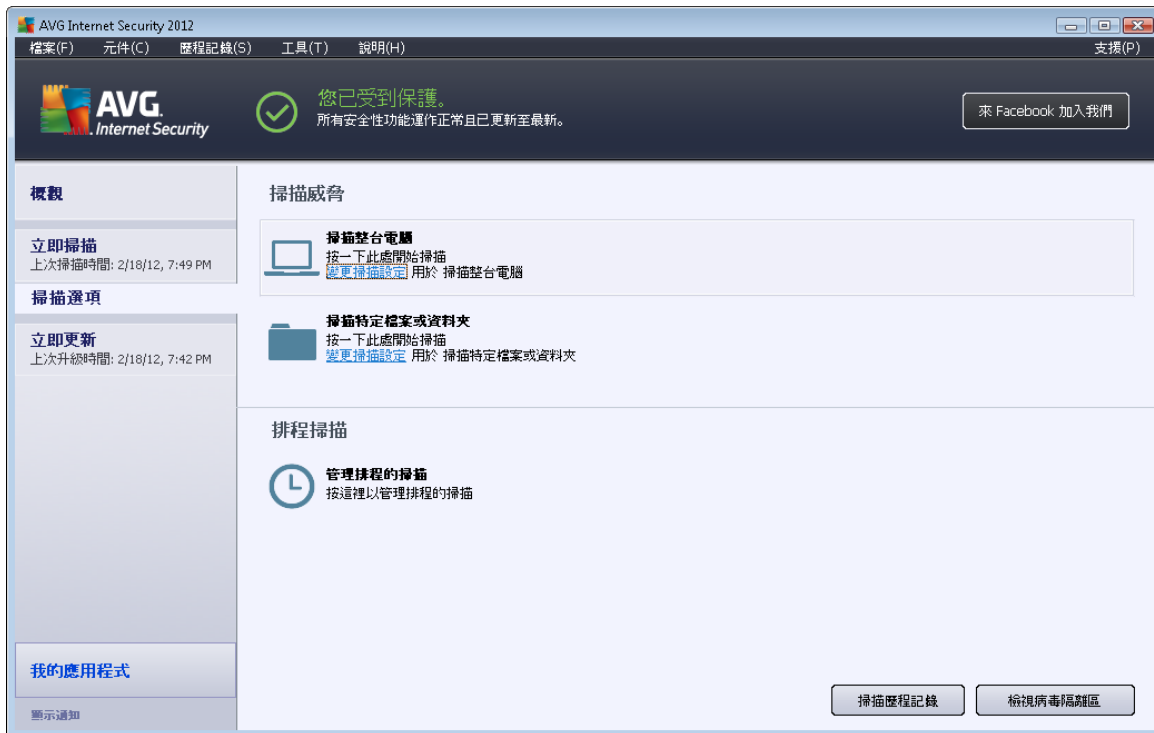 AVG Internet Security 2012
檔案(F) 元件(C) 歷程記錄(S) 工具(T) 說明(H) 支援(P)
AVG.
Internet Security
您已受到保護。
所有安全性功能運作正常且已更新至最新。
來 Facebook 加入我們
概觀
立即掃描
上次掃描時間: 2/18/12, 7:49 PM
掃描選項
立即更新
上次升級時間: 2/18/12, 7:42 PM
我的應用程式
顯示通知
掃描威脅
掃描整台電腦
按一下此處開始掃描
變更掃描設定 用於 掃描整台電腦
掃描特定檔案或資料夾
按一下此處開始掃描
變更掃描設定 用於 掃描特定檔案或資料夾
排程掃描
管理排程的掃描
按這裡以管理排程的掃描
掃描歷程記錄
檢視病毒隔離區